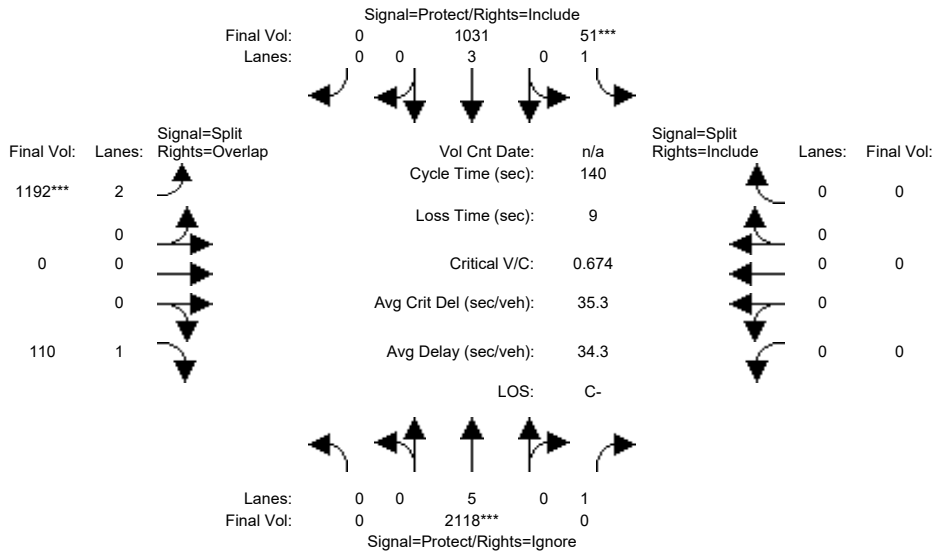 Signal=Protect/Rights=Include
Final Vol: 0 1031 51***
Lanes: 0 0 3 0 1
Signal=Split Signal=Split
Final Vol: Lanes: Rights=Overlap Vol Cnt Date: n/a Rights=Include Lanes: Final Vol:
Cycle Time (sec): 140
1192*** 2 0 0
Loss Time (sec): 9
0 0
0 0 Critical V/C: 0.674 0 0
0 Avg Crit Del (sec/veh): 35.3 0
110 1 Avg Delay (sec/veh): 34.3 0 0
LOS: C-
Lanes: 0 0 5 0 1
Final Vol: 0 2118*** 0
Signal=Protect/Rights=Ignore